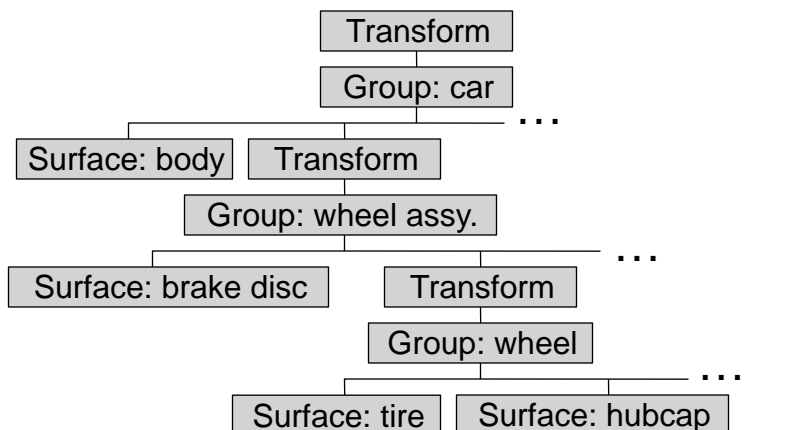 Transform
Group: car
...
Surface: body
Transform
Group: wheel assy.
...
Surface: brake disc
Transform
Group: wheel
...
Surface: tire
Surface: hubcap